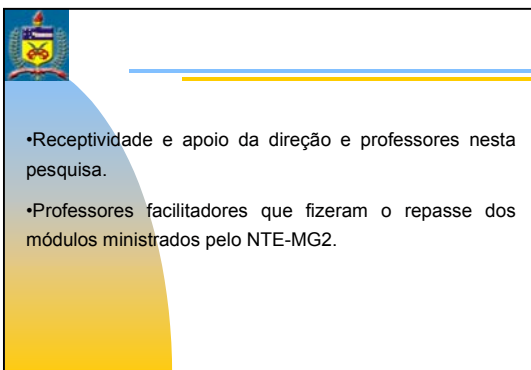 •Receptividade e apoio da direção e professores nesta
pesquisa.
•Professores facilitadores que fizeram o repasse dos
módulos ministrados pelo NTE-MG2.